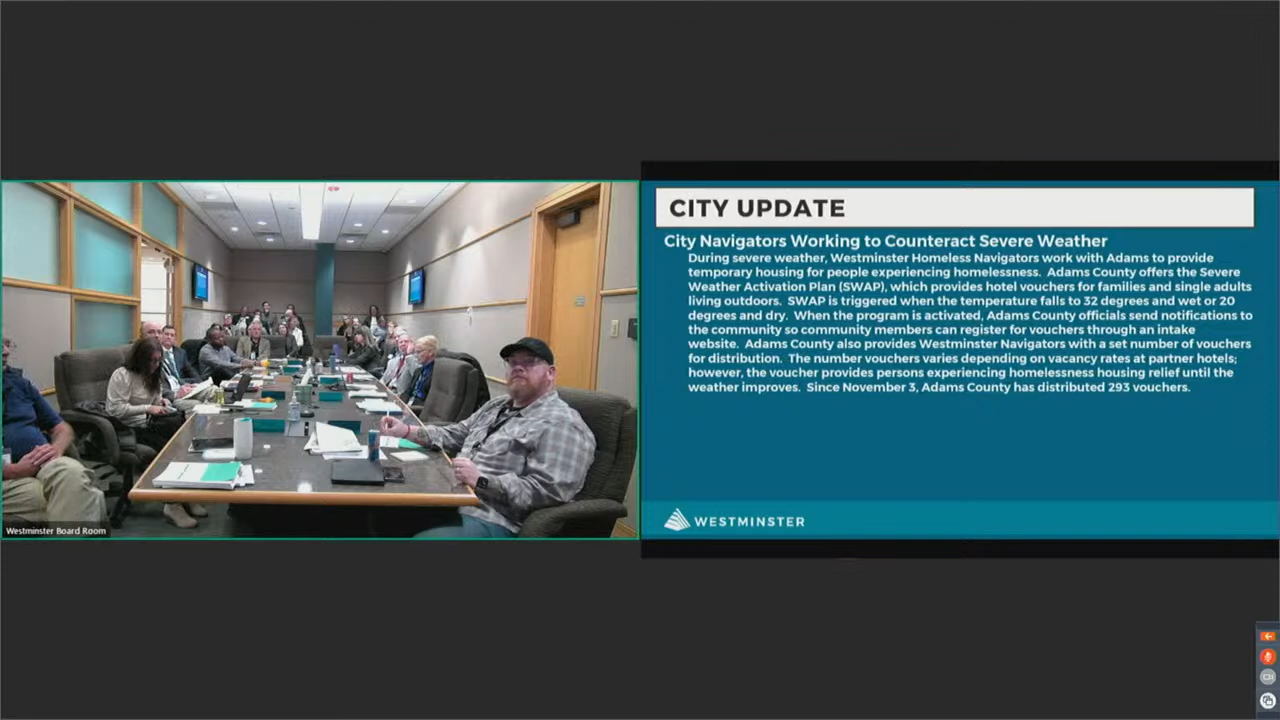 CITY UPDATE
City Navigators Working to Counteract Severe Weather
During severe weather, Westminster Homeless Navigators work with Adams to provide
temporary housing for people experiencing homelessness. Adams County offers the Severe
Weather Activation Plan (SWAP), which provides hotel vouchers for families and single adults
living outdoors. SWAP is triggered when the temperature falls to 32 degrees and wet or 20
degrees and dry. When the program is activated, Adams County officials send notifications to
the community so community members can register for vouchers through an intake
website. Adams County also provides Westminster Navigators with a set number of vouchers
for distribution. The number vouchers varies depending on vacancy rates at partner hotels;
however, the voucher provides persons experiencing homelessness housing relief until the
weather improves. Since November 3, Adams County has distributed 293 vouchers.
WESTMINSTER
Westminster Board Room